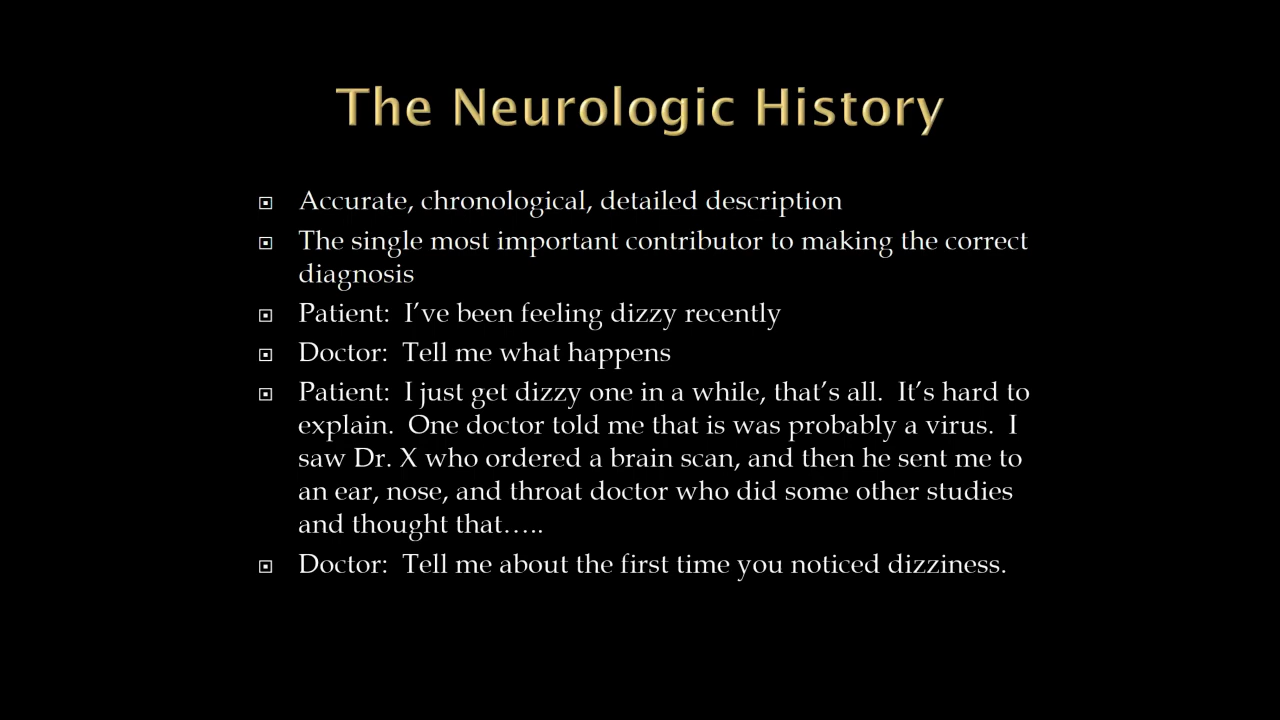 The Neurologic History
Accurate, chronological, detailed description
The single most important contributor to making the correct
diagnosis
Patient:  I’ve been feeling dizzy recently
Doctor:  Tell me what happens
Patient:  I just get dizzy one in a while, that’s all.  It’s hard to
explain.  One doctor told me that is was probably a virus.  I
saw Dr. X who ordered a brain scan, and then he sent me to
an ear, nose, and throat doctor who did some other studies
and thought that…..
Doctor:  Tell me about the first time you noticed dizziness.